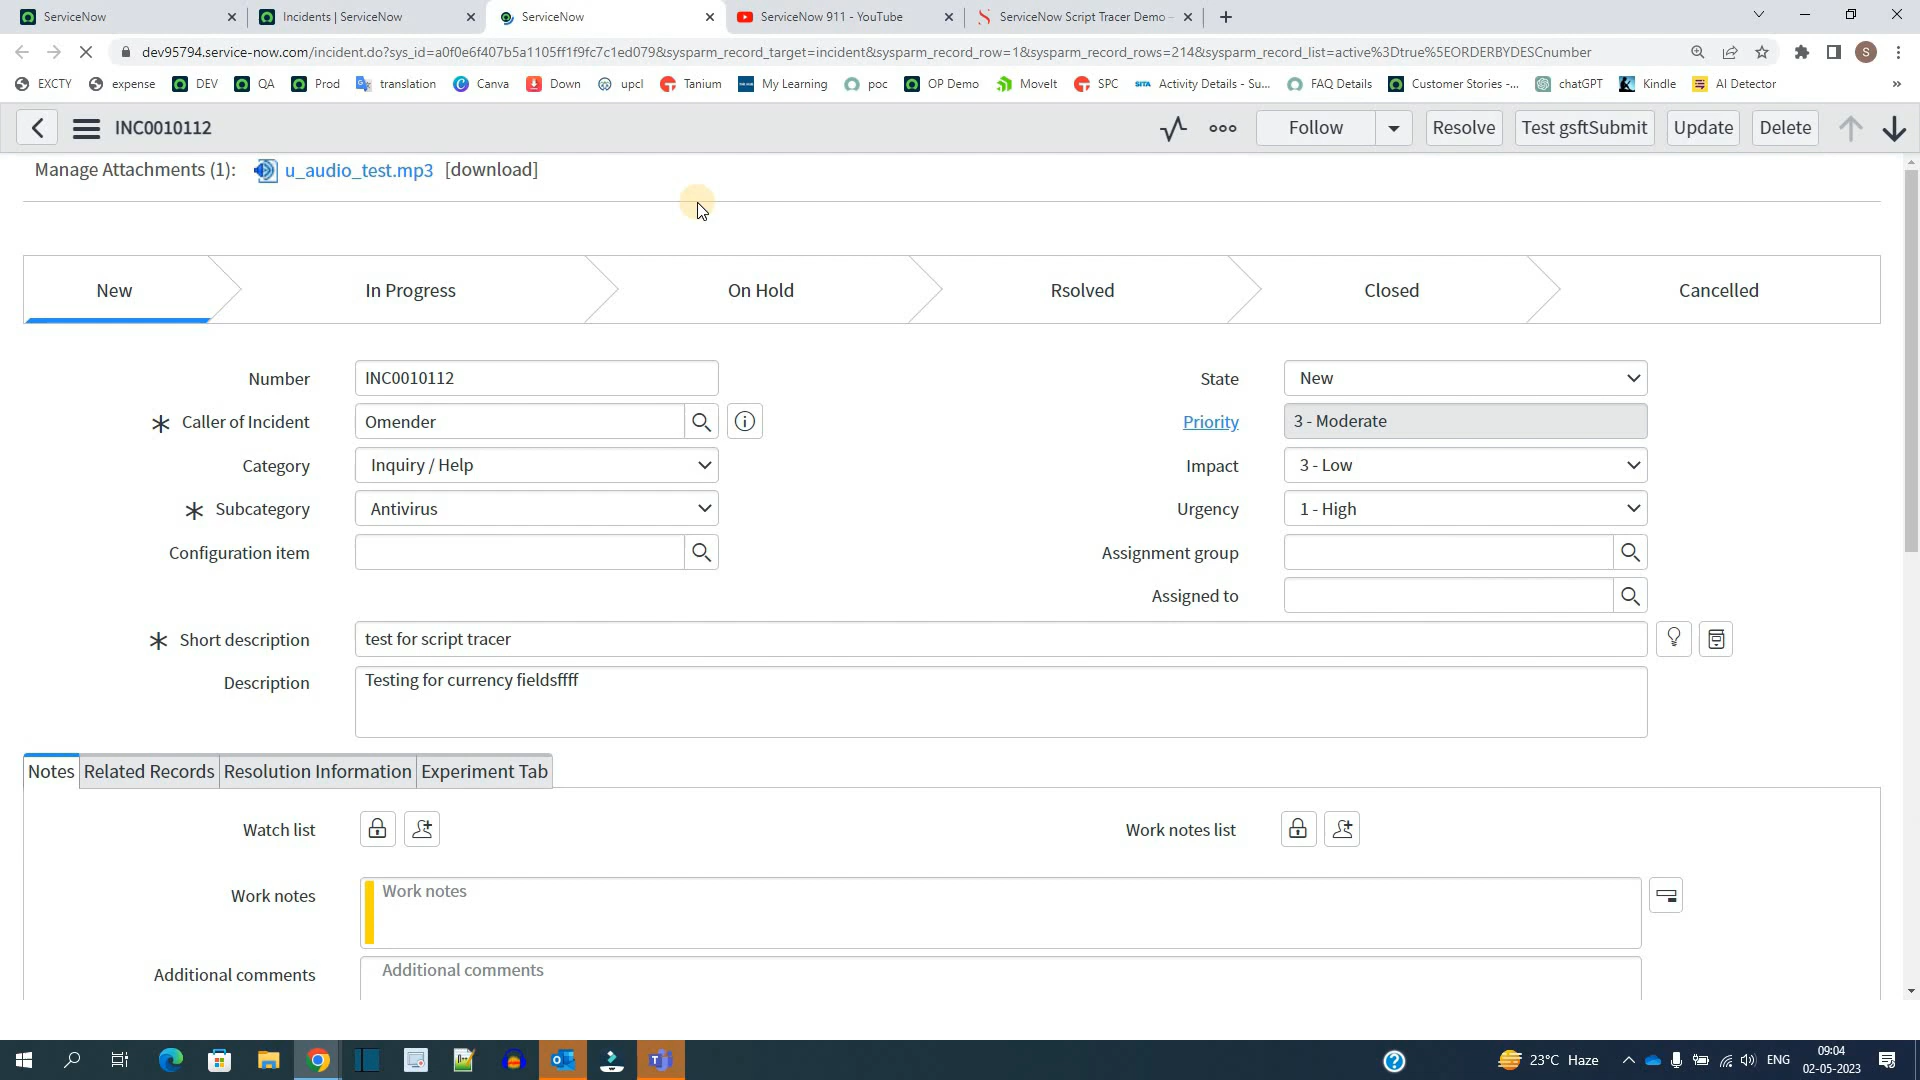 ServiceNow
Incidents | ServiceNow
ServiceNow
ServiceNow 911 - YouTube
ServiceNow Script Tracer Demo -
dev95794.service-now.com/incident.do?sys_id=a0f0e6f407b5a1105ff1f9fc7c1ed079&sysparm_record_target=incident&sysparm_record_row=1&sysparm_record_rows=214&sysparm_record_list=active%3Dtrue%5EORDERBYDESCnumber
S
EXCTY
expense
DEV
QA
Prod
translation
Canva
Down
upcl
Tanium
My Learning
poc
OP Demo
MoveIt
SPC
SITA Activity Details - Su...
FAQ Details
Customer Stories -...
chatGPT
Kindle
AI Detector
»
INC0010112
Follow
Resolve
Test gsftSubmit
Update
Delete
Manage Attachments (1): u_audio_test.mp3 [download]
New
In Progress
On Hold
Rsolved
Closed
Cancelled
Number INC0010112
State New
Caller of Incident Omender
Priority 3 - Moderate
Category Inquiry / Help
Impact 3 - Low
Subcategory Antivirus
Urgency 1 - High
Configuration item
Assignment group
Assigned to
Short description test for script tracer
Description Testing for currency fieldsffff
Notes
Related Records
Resolution Information
Experiment Tab
Watch list
Work notes list
Work notes Work notes
Additional comments Additional comments
23°C Haze
ENG
09:04
02-05-2023